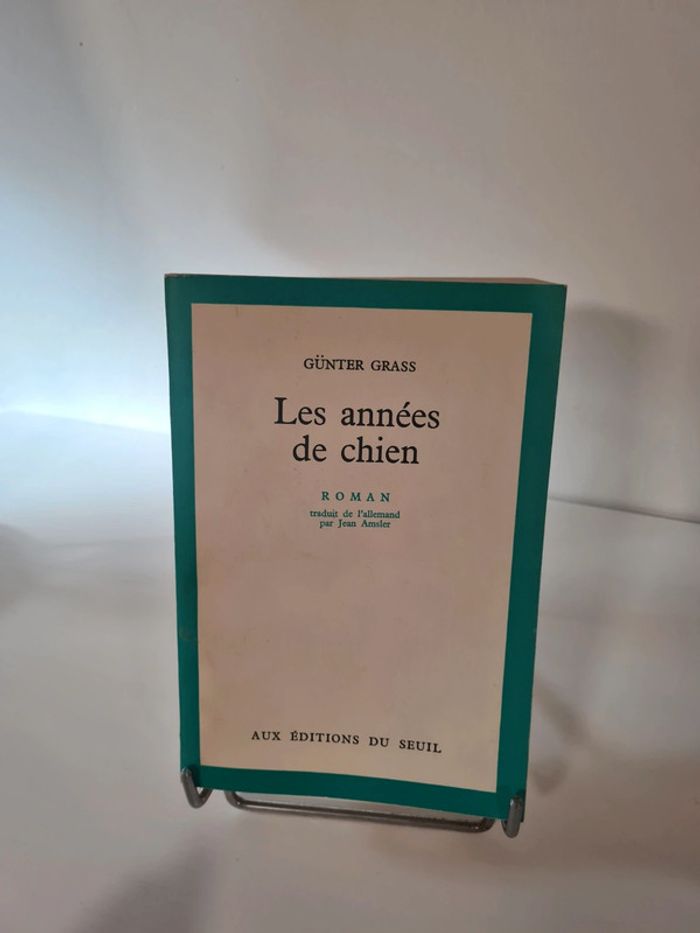 GÜNTER GRASS
Les années
de chien
ROMAN
traduit de l'allemand
par Jean Amsler
AUX ÉDITIONS DU SEUIL